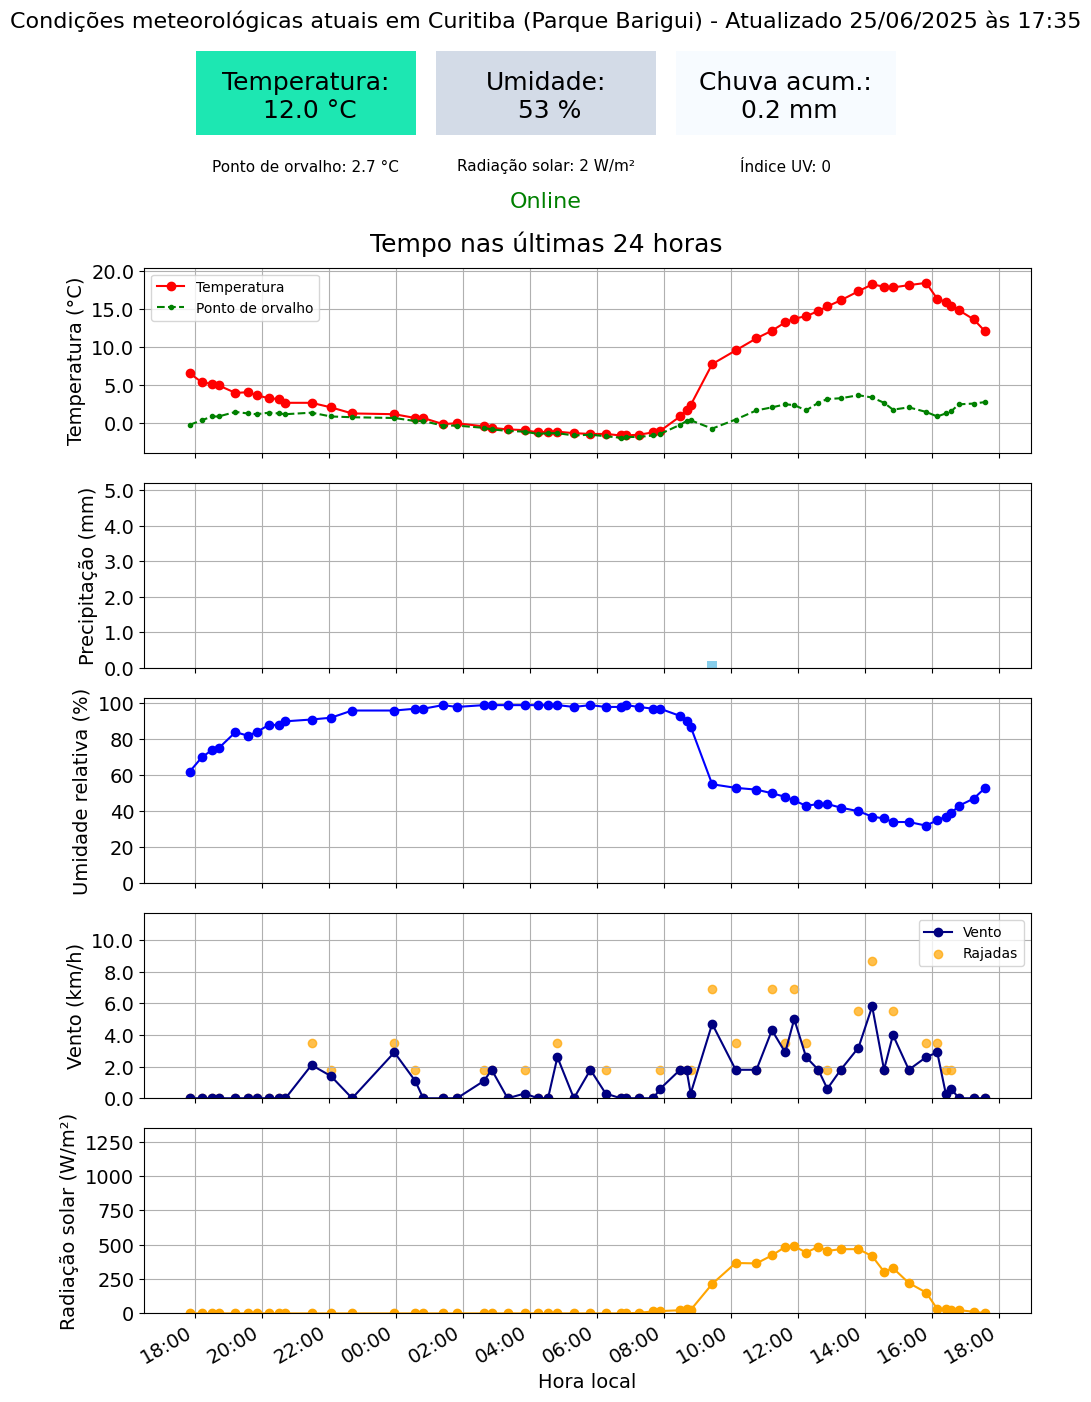 Condições meteorológicas atuais em Curitiba (Parque Barigui) - Atualizado 25/06/2025 às 17:35
Temperatura:
12.0 °C
Umidade:
53 %
Chuva acum.:
0.2 mm
Ponto de orvalho: 2.7 °C
Radiação solar: 2 W/m²
Índice UV: 0
Online
Tempo nas últimas 24 horas
Temperatura (°C)
20.0
15.0
10.0
5.0
0.0
Temperatura
Ponto de orvalho
Precipitação (mm)
5.0
4.0
3.0
2.0
1.0
0.0
Umidade relativa (%)
100
80
60
40
20
0
Vento (km/h)
10.0
8.0
6.0
4.0
2.0
0.0
Vento
Rajadas
Radiação solar (W/m²)
1250
1000
750
500
250
0
18:00
20:00
22:00
00:00
02:00
04:00
06:00
08:00
10:00
12:00
14:00
16:00
18:00
Hora local